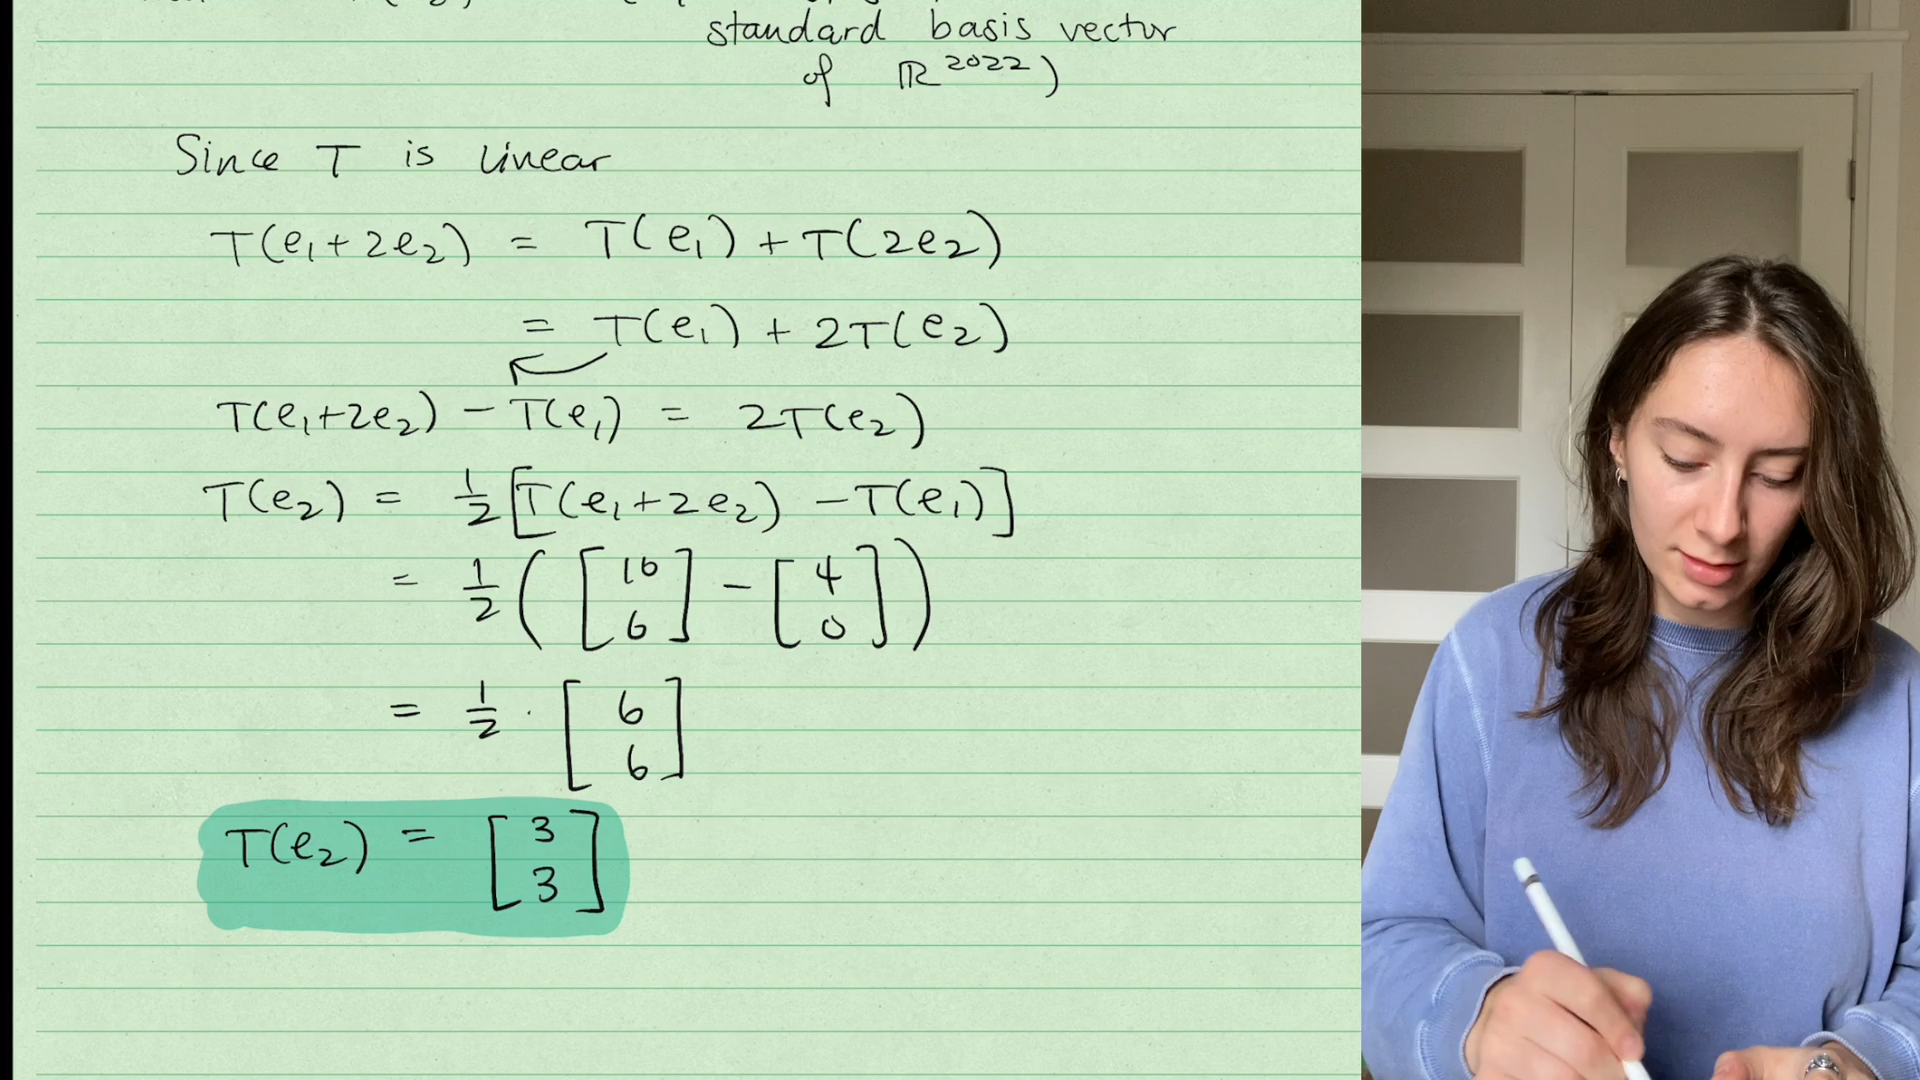 standard basis vector
of ℝ²⁰²²)
Since T is linear
T(e₁+2e₂) = T(e₁) + T(2e₂)
= T(e₁) + 2T(e₂)
T(e₁+2e₂) - T(e₁) = 2T(e₂)
T(e₂) = 1/2 [T(e₁+2e₂) - T(e₁)]
= 1/2 ( [10 6] - [4 0] )
= 1/2 · [6 6]
T(e₂) = [3 3]